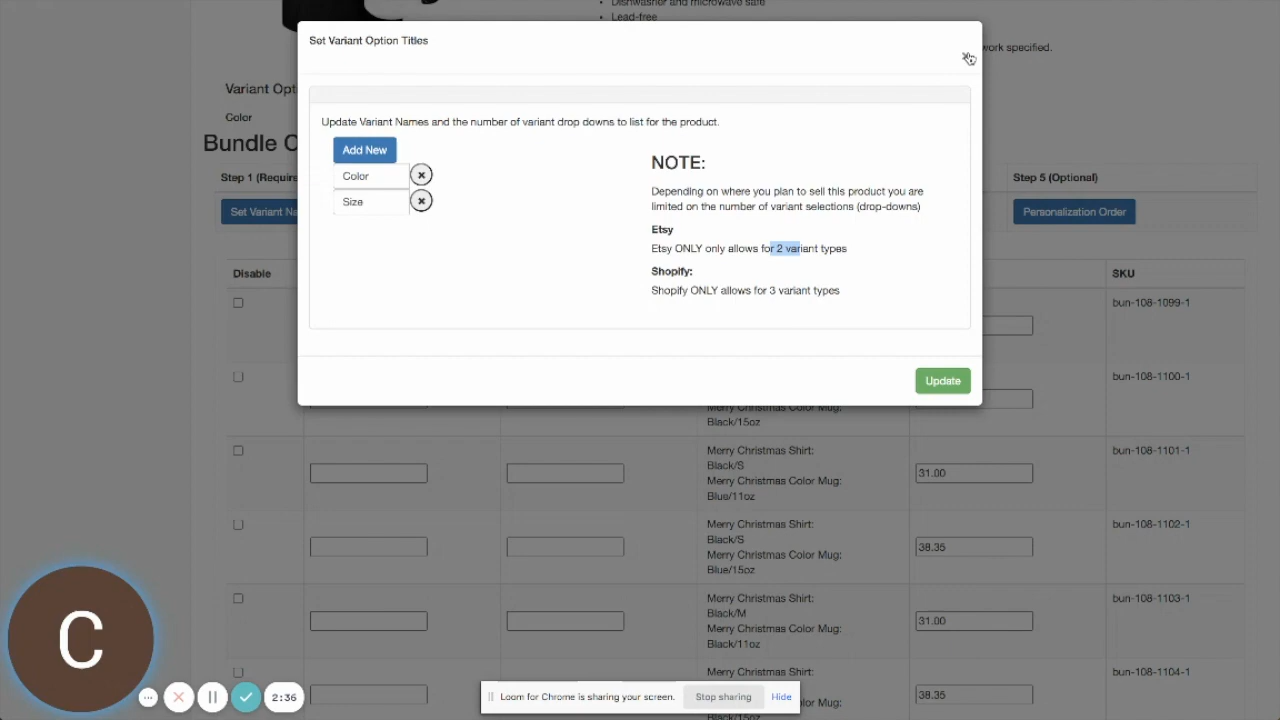 Dishwasher and microwave safe
Lead-free
Set Variant Option Titles
work specified.
Variant Opti
Update Variant Names and the number of variant drop downs to list for the product.
Color
Bundle C
Add New
NOTE:
Color
Size
Depending on where you plan to sell this product you are
limited on the number of variant selections (drop-downs)
Etsy
Etsy ONLY only allows for 2 variant types
Shopify:
Shopify ONLY allows for 3 variant types
Step 1 (Require
Step 5 (Optional)
Set Variant Na
Personalization Order
Update
Disable
SKU
bun-108-1099-1
bun-108-1100-1
Merry Christmas Color Mug:
Black/15oz
Merry Christmas Shirt:
Black/S
Merry Christmas Color Mug:
Blue/11oz
31.00
bun-108-1101-1
Merry Christmas Shirt:
Black/S
Merry Christmas Color Mug:
Blue/15oz
38.35
bun-108-1102-1
Merry Christmas Shirt:
Black/M
Merry Christmas Color Mug:
Black/11oz
31.00
bun-108-1103-1
Merry Christmas Shirt:
38.35
bun-108-1104-1
olor Mug:
Black/15oz
C
2:36
Loom for Chrome is sharing your screen.
Stop sharing
Hide